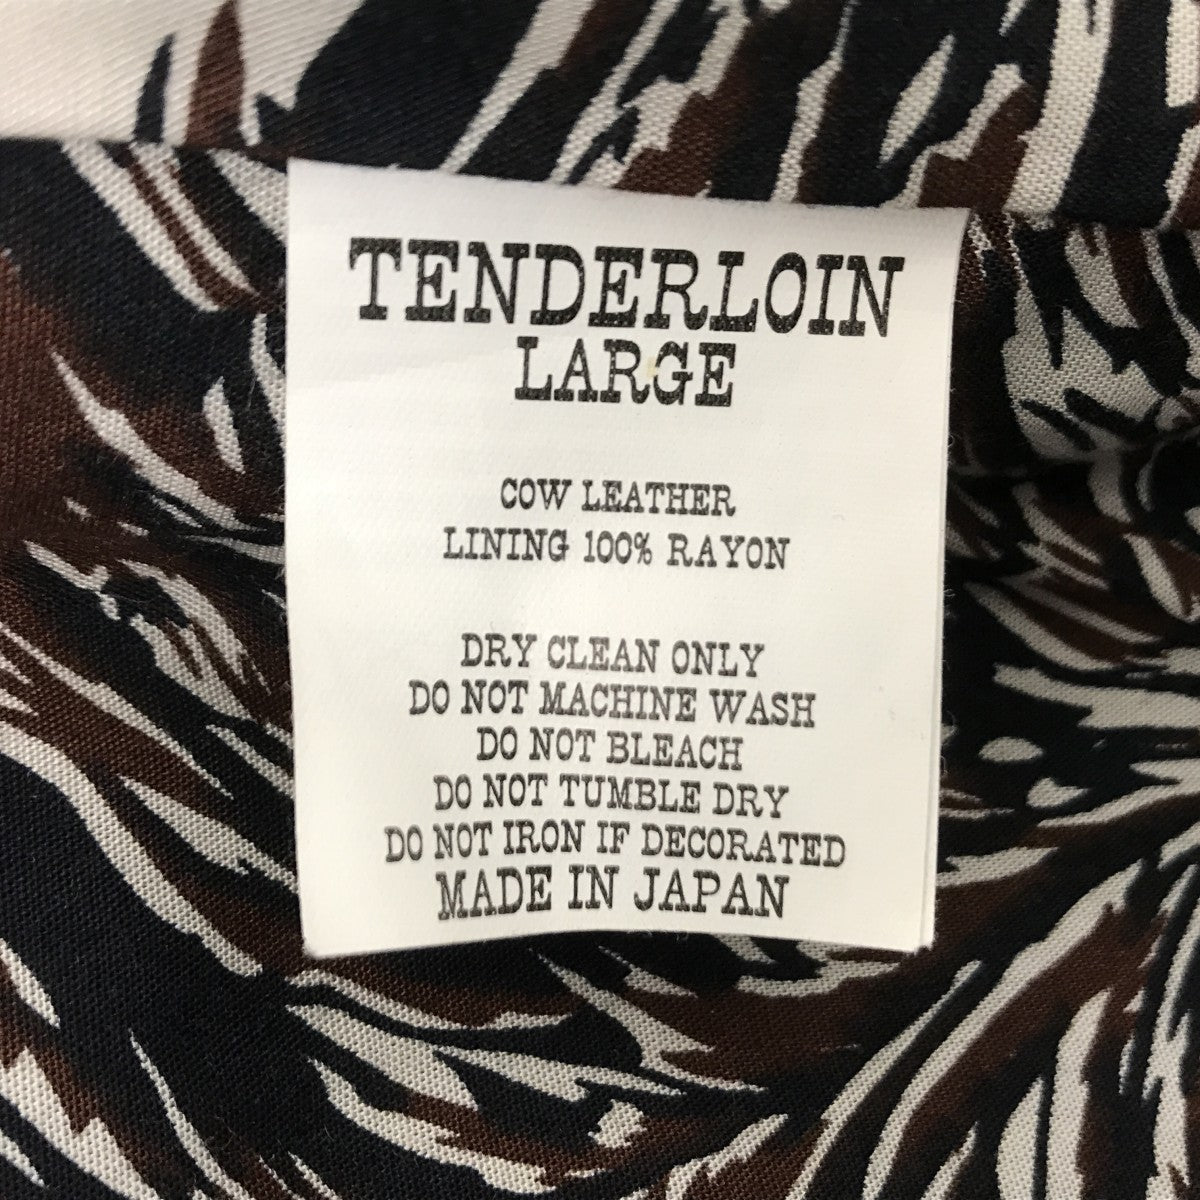 TENDERLOIN
LARGE
COW LEATHER
LINING 100% RAYON
DRY CLEAN ONLY
DO NOT MACHINE WASH
DO NOT BLEACH
DO NOT TUMBLE DRY
DO NOT IRON IF DECORATED
MADE IN JAPAN